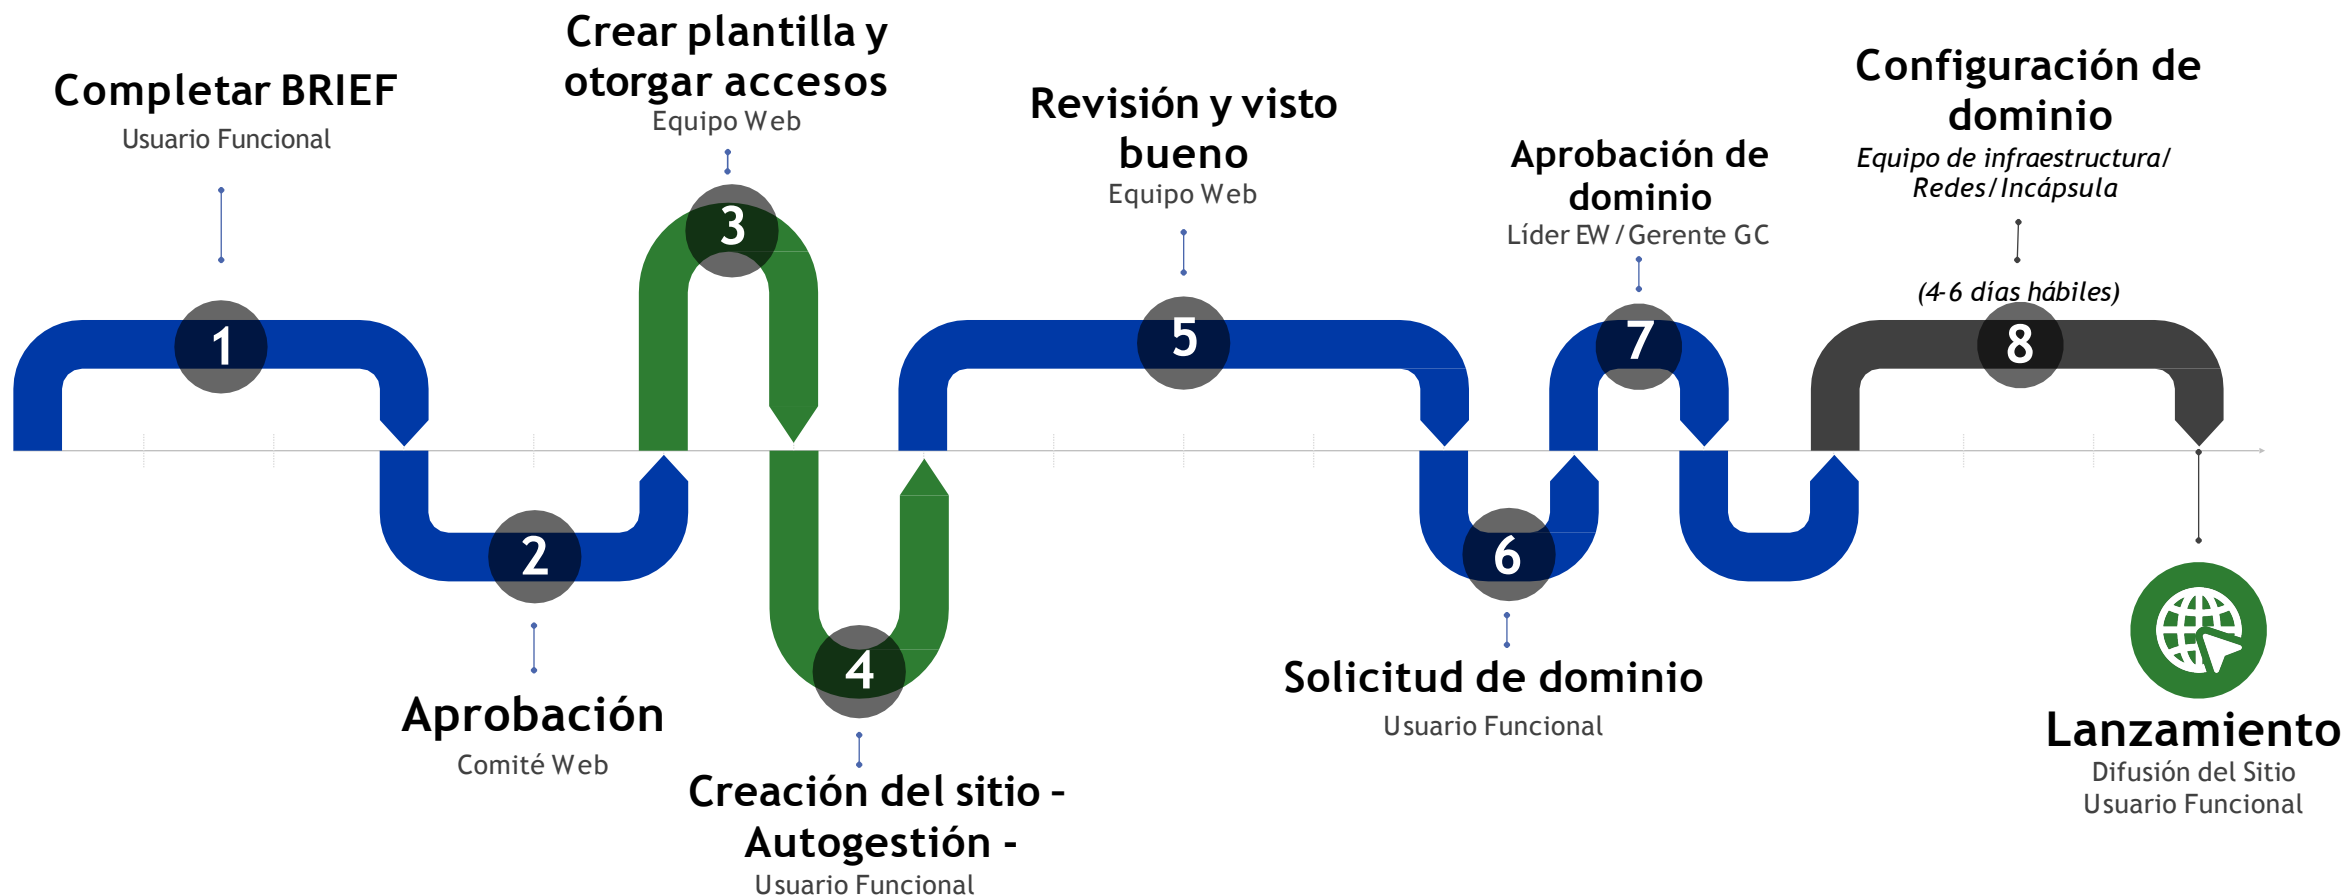 Completar BRIEF
Usuario Funcional
1
Aprobación
Comité Web
2
Crear plantilla y
otorgar accesos
Equipo Web
3
Creación del sitio –
Autogestión -
Usuario Funcional
4
Revisión y visto
bueno
Equipo Web
5
Solicitud de dominio
Usuario Funcional
6
Aprobación de
dominio
Líder EW / Gerente GC
7
Configuración de
dominio
Equipo de infraestructura/
Redes/Incápsula
(4-6 días hábiles)
8
Lanzamiento
Difusión del Sitio
Usuario Funcional